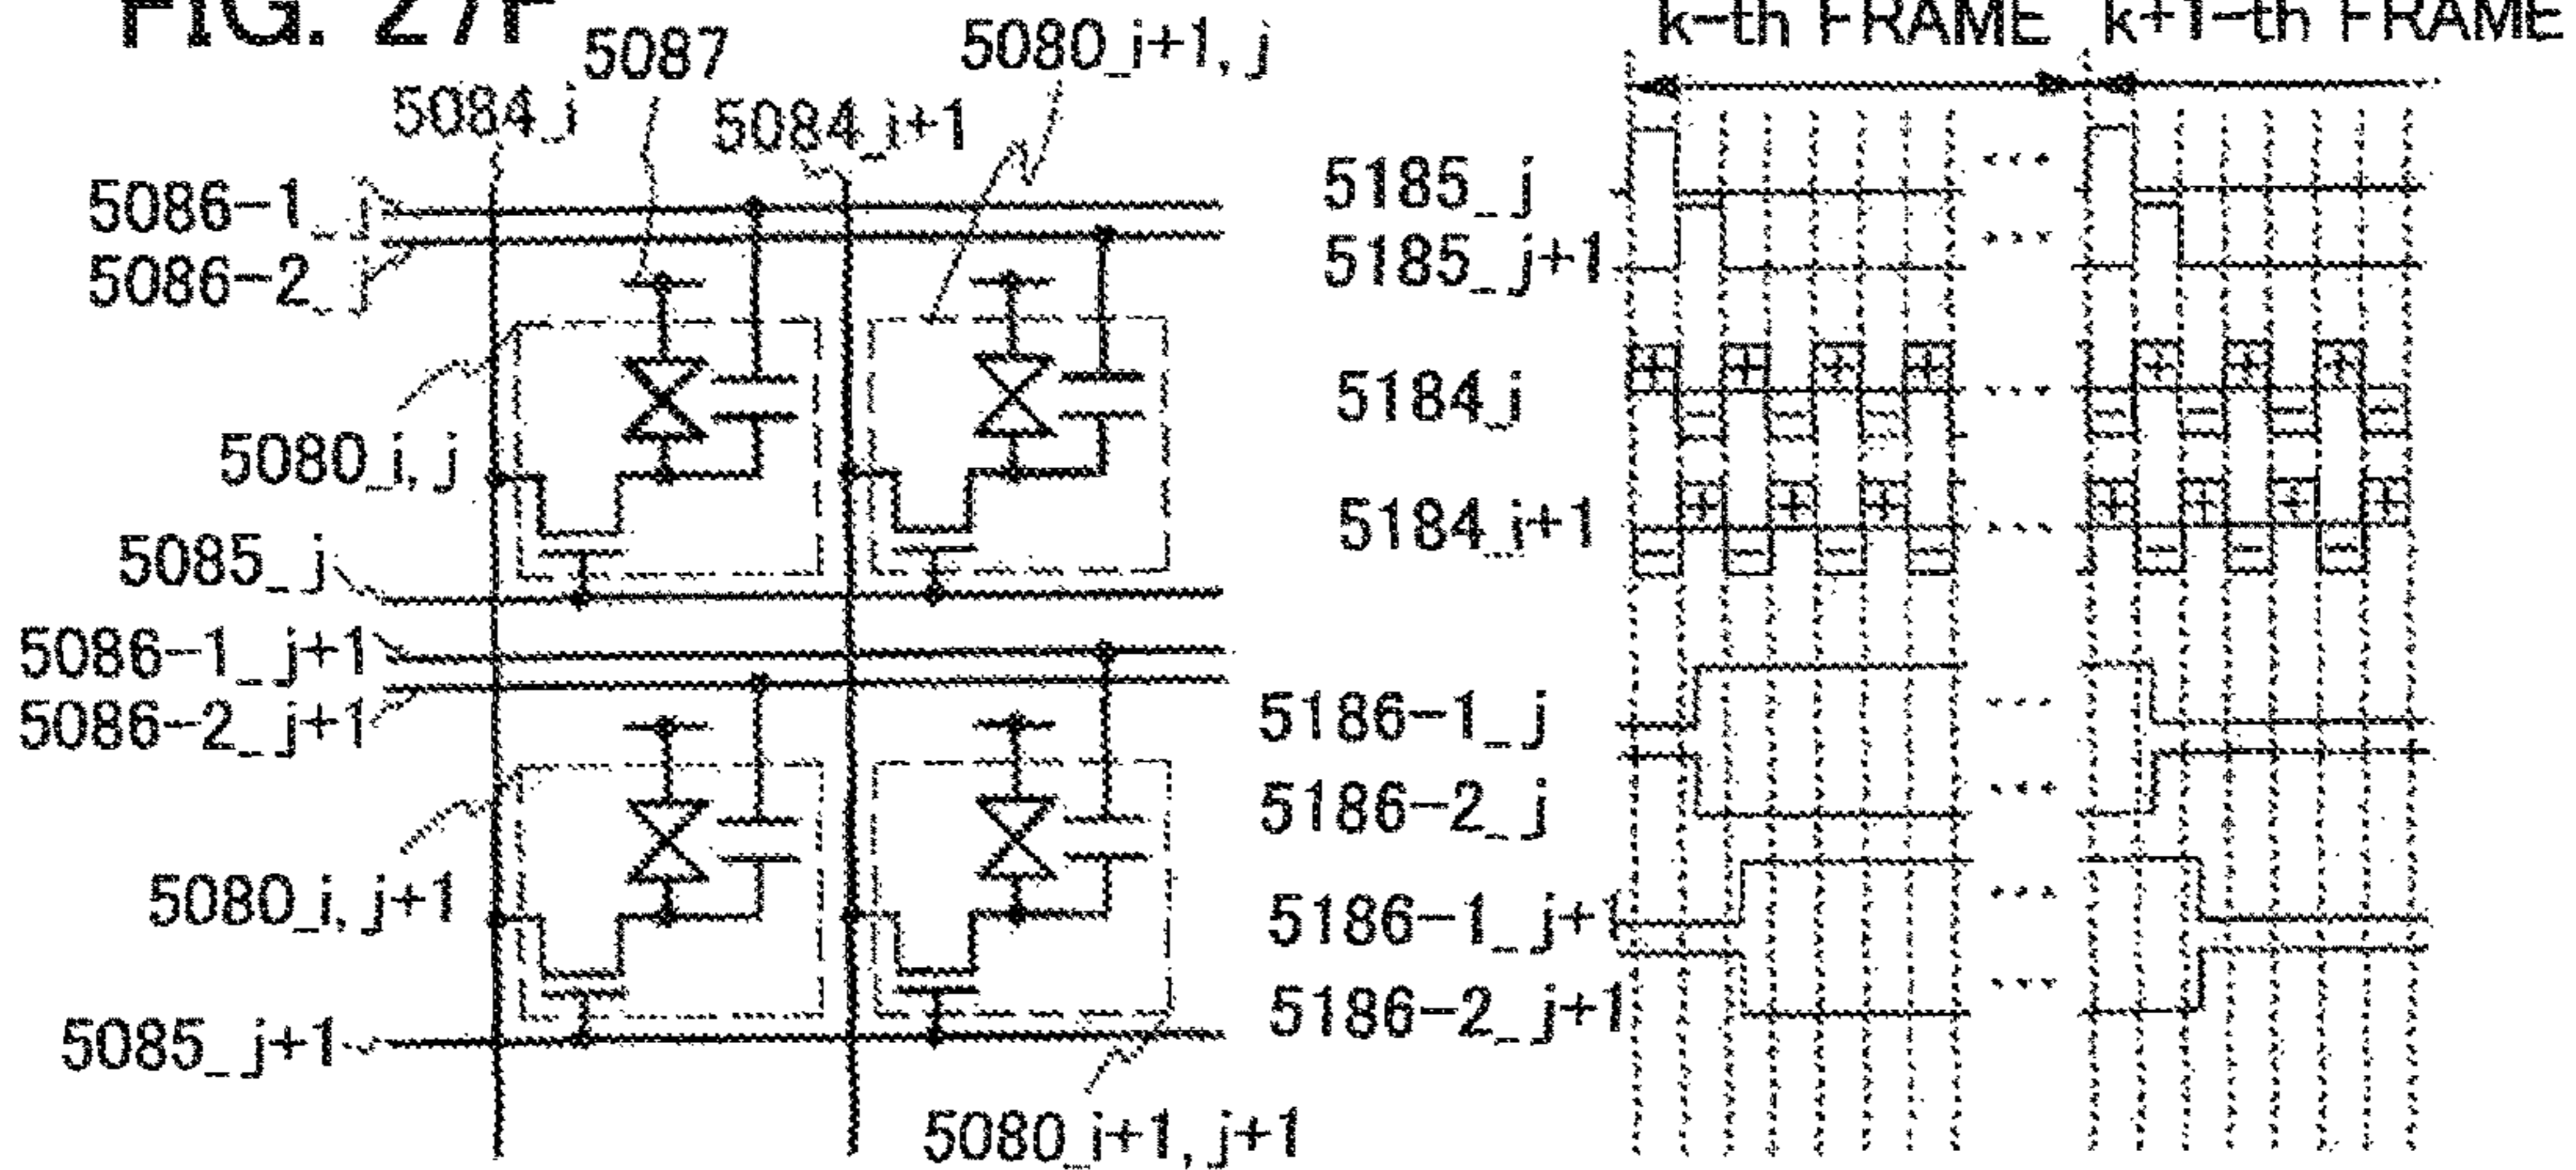 FIG. 27F
k-th FRAME
k+1-th FRAME
5087
5080_i+1, j
5084_i
5084_i+1
5086-1_j
5086-2_j
5080_i, j
5085_j
5086-1_j+1
5086-2_j+1
5080_i, j+1
5085_j+1
5080_i+1, j+1
5185_j
5185_j+1
5184_i
+ + + + ... + + +
- - - - ... - - - -
5184_i+1
+ + + ... + + + +
- - - - ... - - -
5186-1_j
5186-2_j
5186-1_j+1
5186-2_j+1